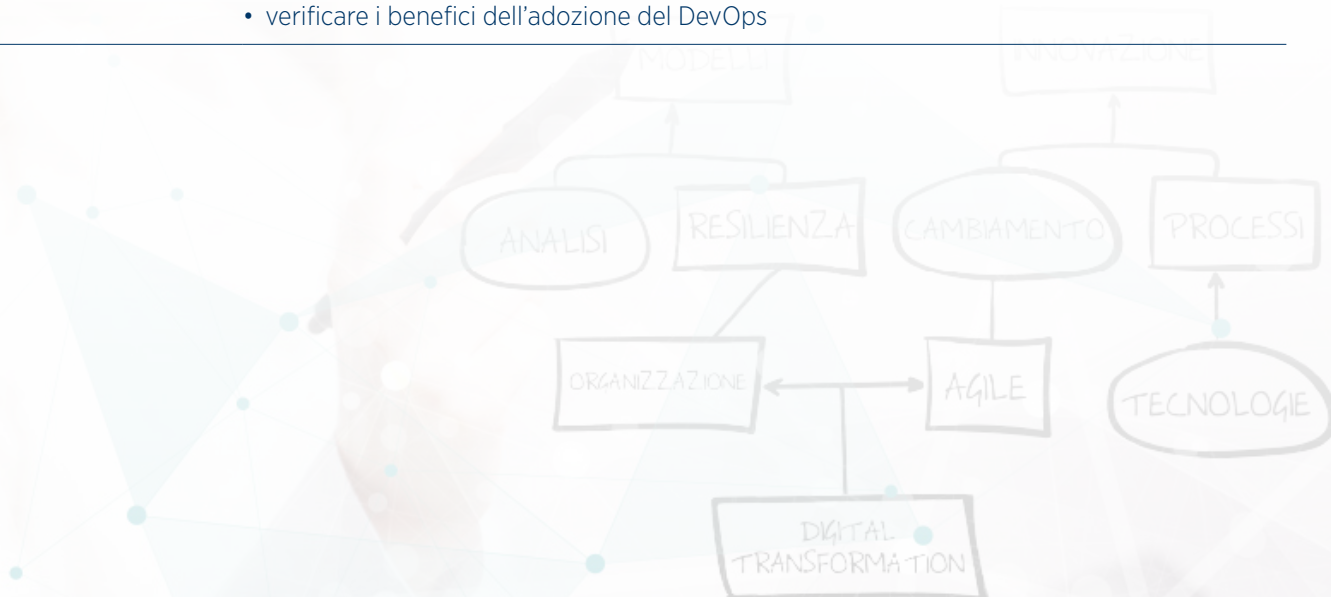 • verificare i benefici dell’adozione del DevOps
MODELLI
INNOVAZIONE
ANALISI
RESILIENZA
CAMBIAMENTO
PROCESSI
ORGANIZZAZIONE
AGILE
TECNOLOGIE
DIGITAL
TRANSFORMATION